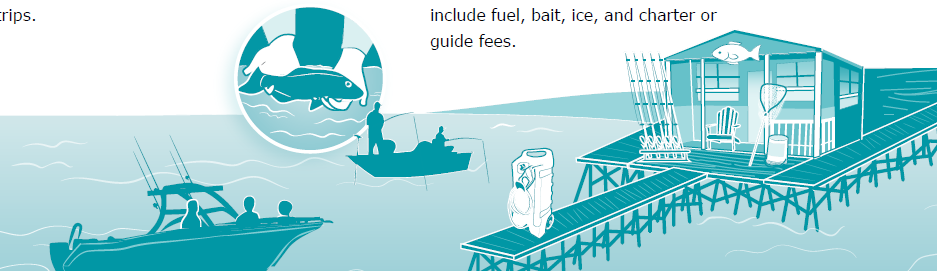 trips.
include fuel, bait, ice, and charter or
guide fees.